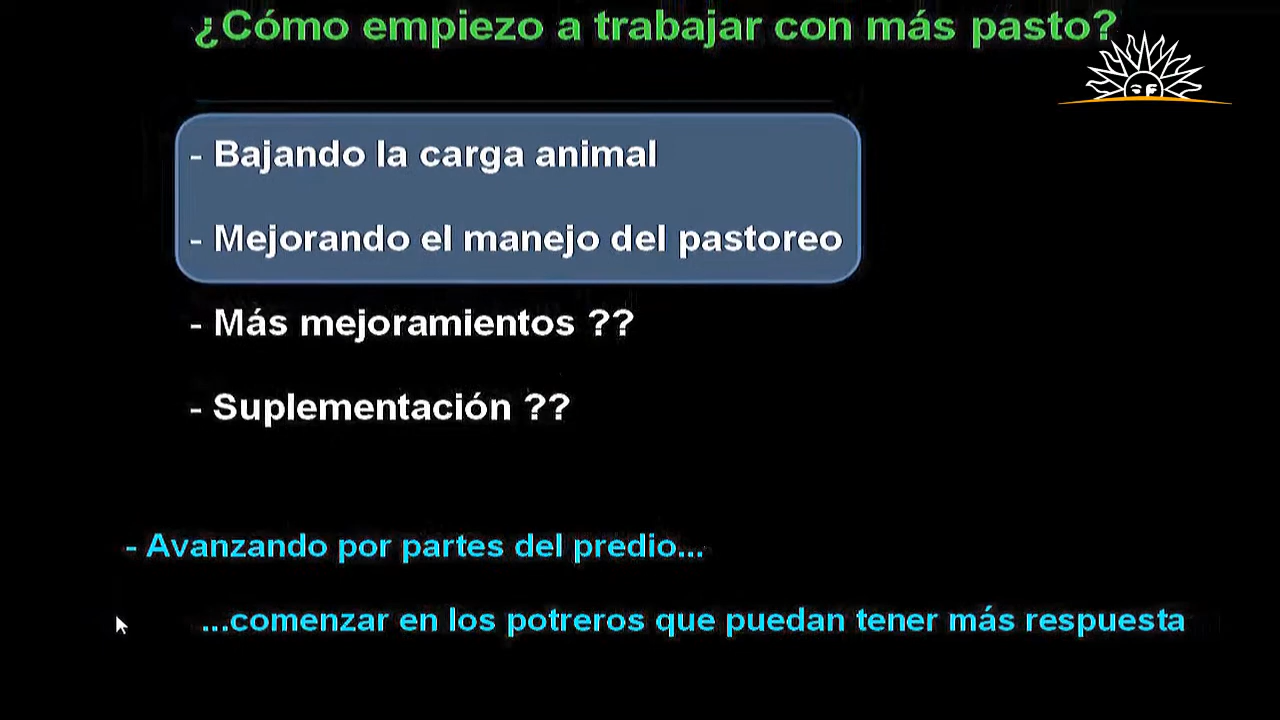 ¿Cómo empiezo a trabajar con más pasto?
- Bajando la carga animal
- Mejorando el manejo del pastoreo
- Más mejoramientos ??
- Suplementación ??
- Avanzando por partes del predio...
...comenzar en los potreros que puedan tener más respuesta